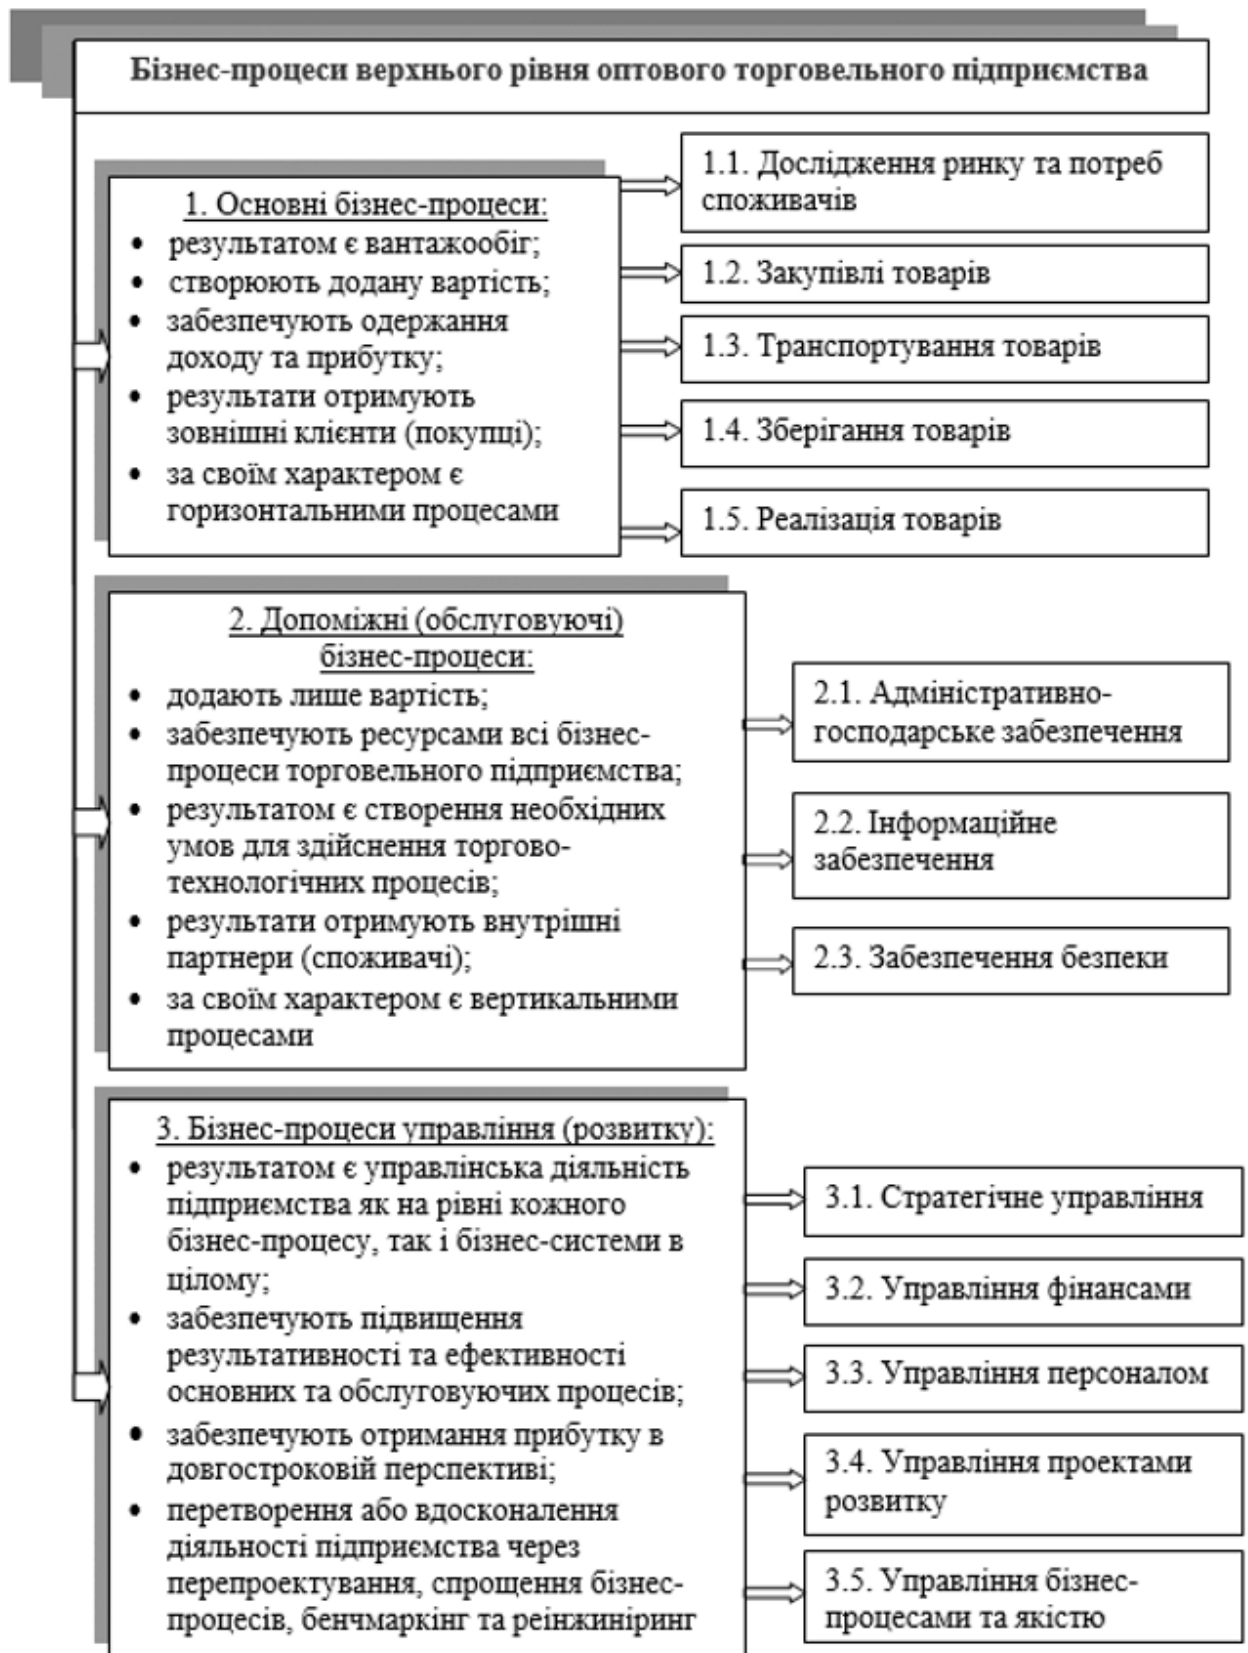 Бізнес-процеси верхнього рівня оптового торговельного підприємства
1. Основні бізнес-процеси:
• результатом є вантажообіг;
• створюють додану вартість;
• забезпечують одержання
доходу та прибутку;
• результати отримують
зовнішні клієнти (покупці);
• за своїм характером є
горизонтальними процесами
1.1. Дослідження ринку та потреб
споживачів
1.2. Закупівлі товарів
1.3. Транспортування товарів
1.4. Зберігання товарів
1.5. Реалізація товарів
2. Допоміжні (обслуговуючі)
бізнес-процеси:
• додають лише вартість;
• забезпечують ресурсами всі бізнес-
процеси торговельного підприємства;
• результатом є створення необхідних
умов для здійснення торгово-
технологічних процесів;
• результати отримують внутрішні
партнери (споживачі);
• за своїм характером є вертикальними
процесами
2.1. Адміністративно-
господарське забезпечення
2.2. Інформаційне
забезпечення
2.3. Забезпечення безпеки
3. Бізнес-процеси управління (розвитку):
• результатом є управлінська діяльність
підприємства як на рівні кожного
бізнес-процесу, так і бізнес-системи в
цілому;
• забезпечують підвищення
результативності та ефективності
основних та обслуговуючих процесів;
• забезпечують отримання прибутку в
довгостроковій перспективі;
• перетворення або вдосконалення
діяльності підприємства через
перепроектування, спрощення бізнес-
процесів, бенчмаркінг та реінжиніринг
3.1. Стратегічне управління
3.2. Управління фінансами
3.3. Управління персоналом
3.4. Управління проектами
розвитку
3.5. Управління бізнес-
процесами та якістю